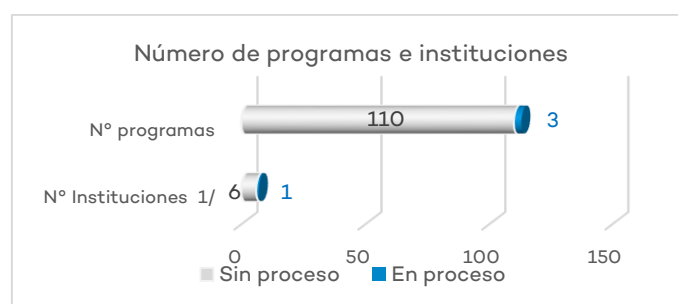 Número de programas e instituciones
N° programas 110 3
N° Instituciones 1/ 6 1
0 50 100 150
Sin proceso En proceso